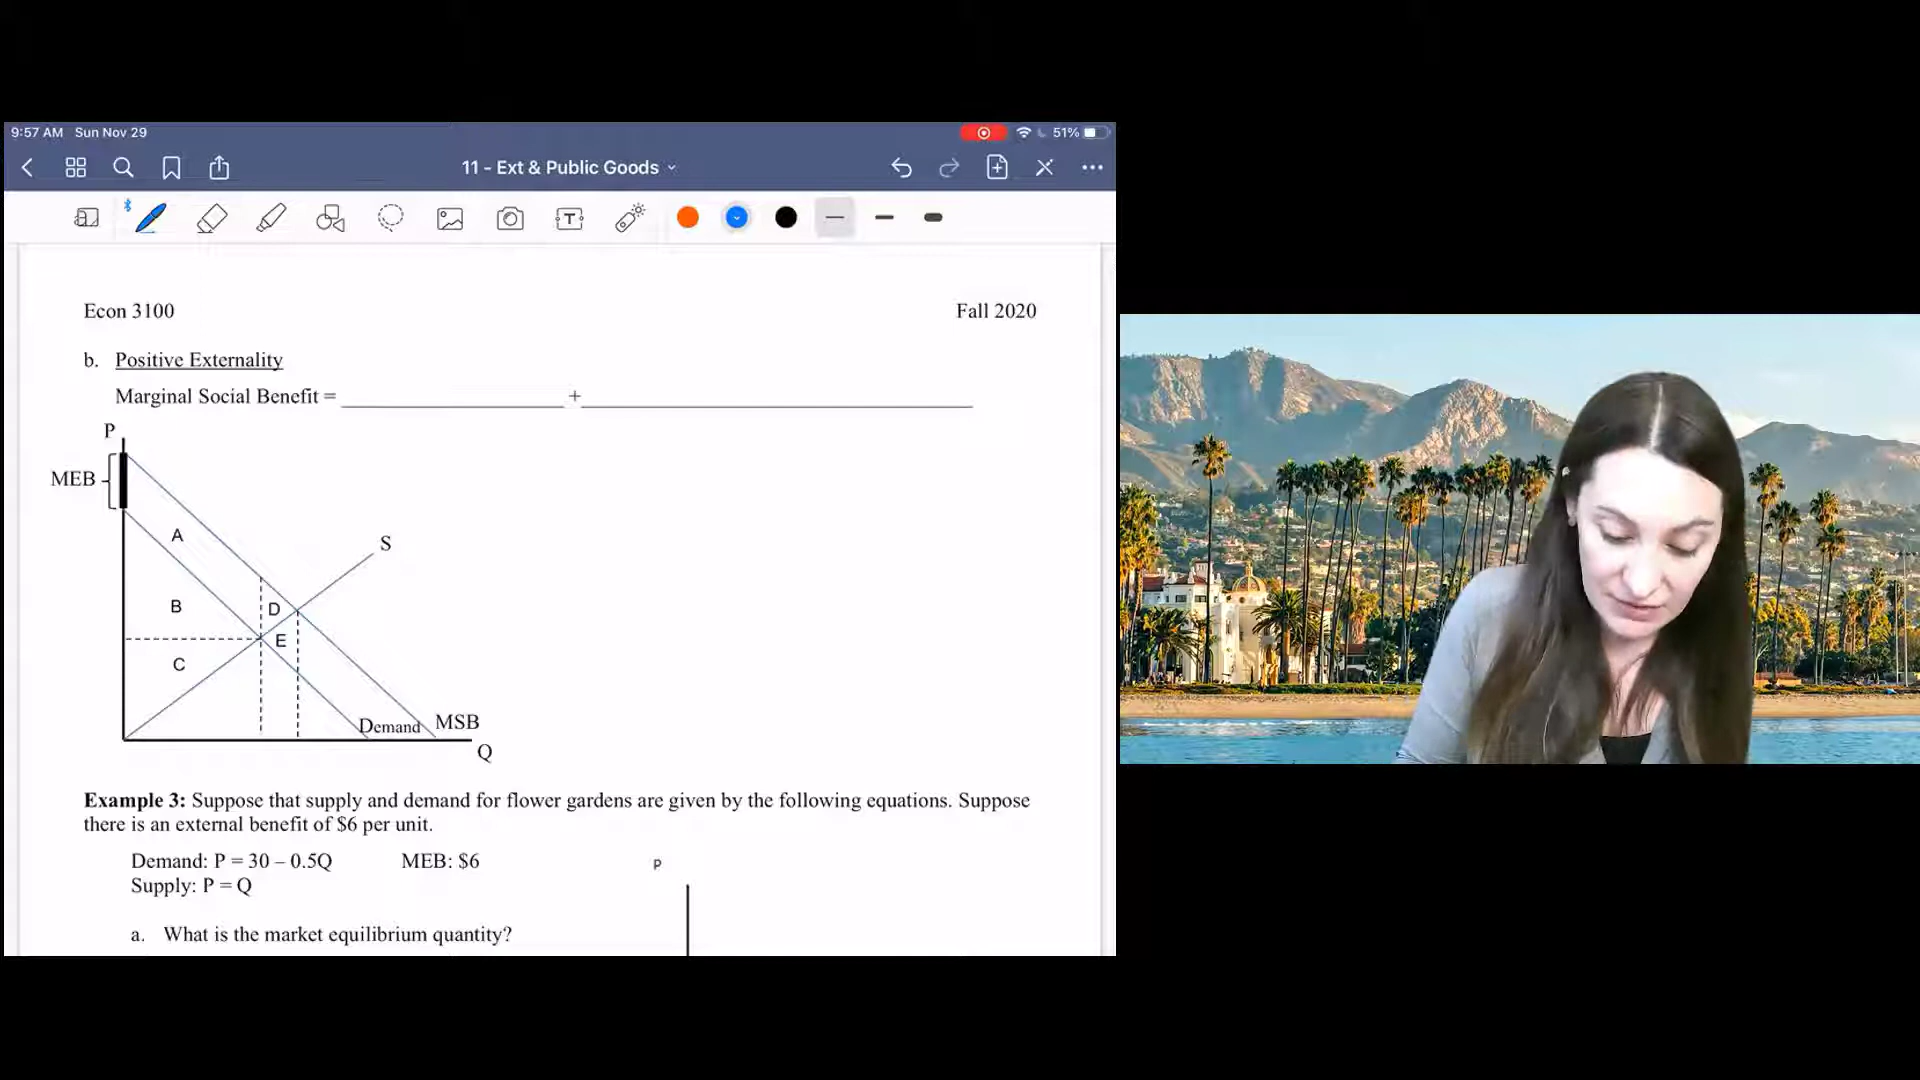 9:57 AM Sun Nov 29
51%
11 - Ext & Public Goods
Econ 3100
Fall 2020
b. Positive Externality
Marginal Social Benefit = ____ + ____
P
MEB
A
S
B
D
E
C
Demand
MSB
Q
Example 3: Suppose that supply and demand for flower gardens are given by the following equations. Suppose
there is an external benefit of $6 per unit.
Demand: P = 30 – 0.5Q MEB: $6
P
Supply: P = Q
a. What is the market equilibrium quantity?